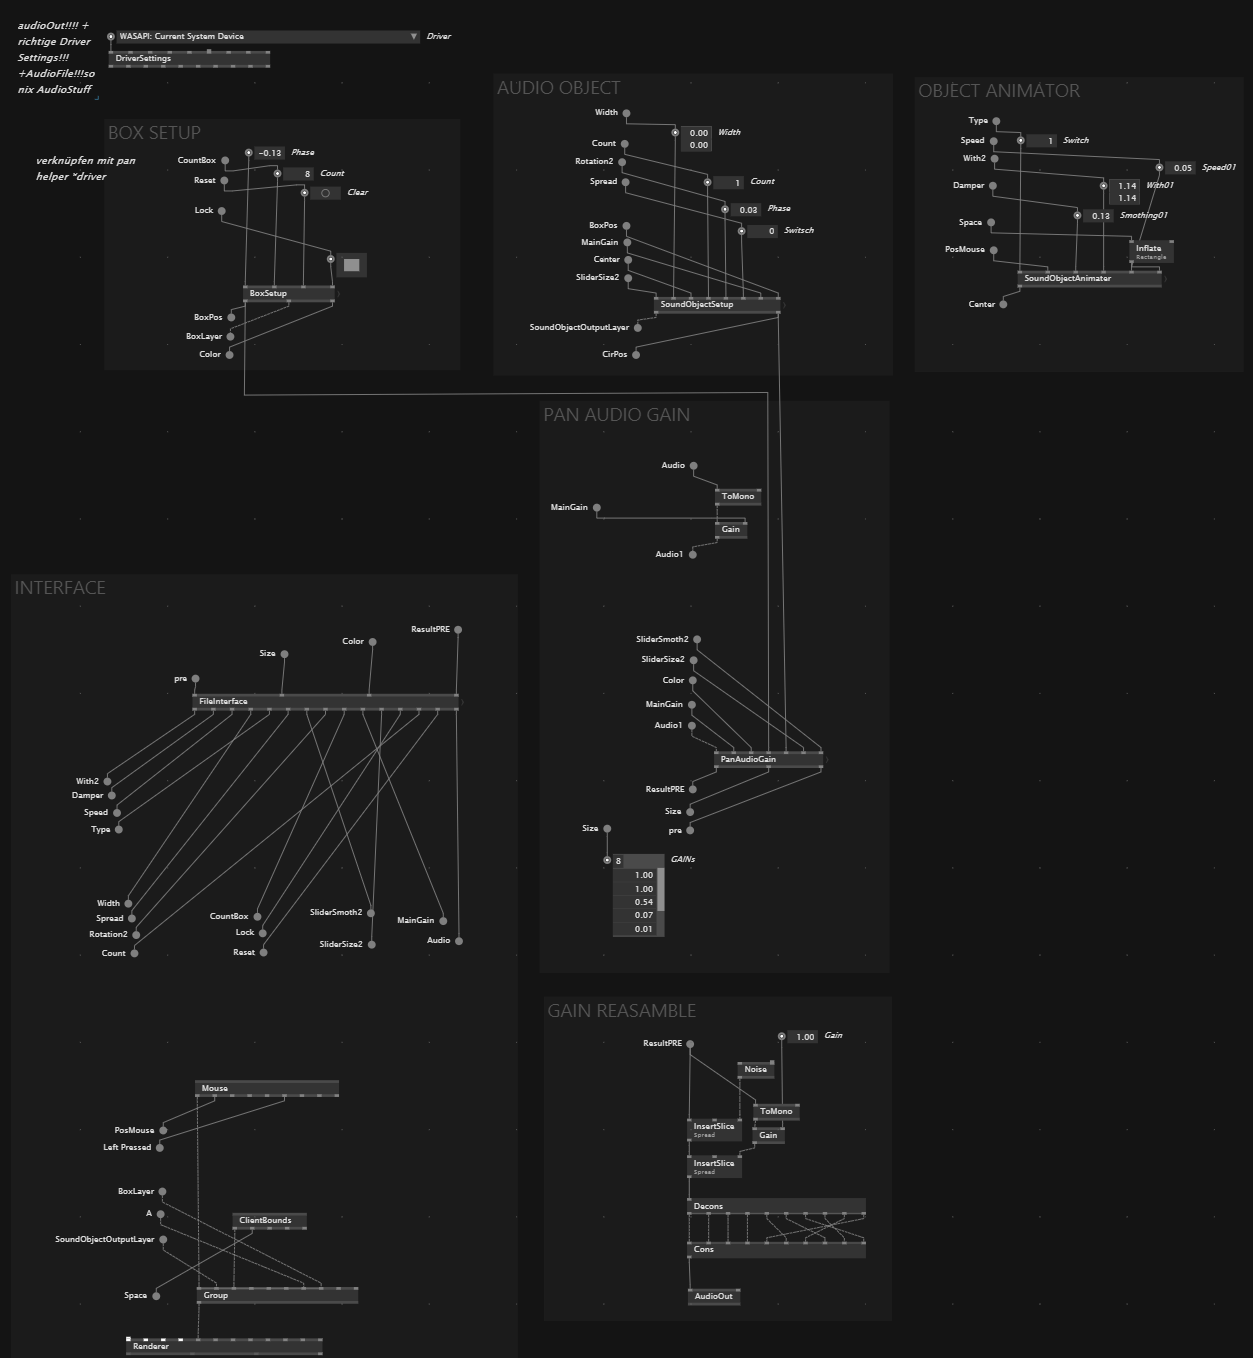 audioOut!!!! +
richtige Driver
Settings!!!
+AudioFile!!!so
nix AudioStuff
WASAPI: Current System Device
Driver
DriverSettings
BOX SETUP
verknüpfen mit pan
helper "driver
CountBox
-0.13
Phase
8
Count
Reset
Clear
Lock
BoxSetup
BoxPos
BoxLayer
Color
AUDIO OBJECT
Width
0.00
0.00
Width
Count
Rotation2
Spread
1
Count
0.03
Phase
0
Switsch
BoxPos
MainGain
Center
SliderSize2
SoundObjectSetup
SoundObjectOutputLayer
CirPos
OBJECT ANIMATOR
Type
Speed
1
Switch
With2
0.05
Speed01
Damper
1.14
1.14
With01
0.13
Smothing01
Space
PosMouse
Inflate
Rectangle
SoundObjectAnimater
Center
PAN AUDIO GAIN
Audio
ToMono
MainGain
Gain
Audio1
SliderSmoth2
SliderSize2
Color
MainGain
Audio1
PanAudioGain
ResultPRE
Size
pre
Size
8
GAINs
1.00
1.00
0.54
0.07
0.01
INTERFACE
ResultPRE
Color
Size
pre
FileInterface
With2
Damper
Speed
Type
Width
Spread
Rotation2
Count
CountBox
Lock
Reset
SliderSmoth2
SliderSize2
MainGain
Audio
Mouse
PosMouse
Left Pressed
BoxLayer
A
ClientBounds
SoundObjectOutputLayer
Space
Group
Renderer
GAIN REASAMBLE
ResultPRE
1.00
Gain
Noise
ToMono
InsertSlice
Spread
Gain
InsertSlice
Spread
Decons
Cons
AudioOut